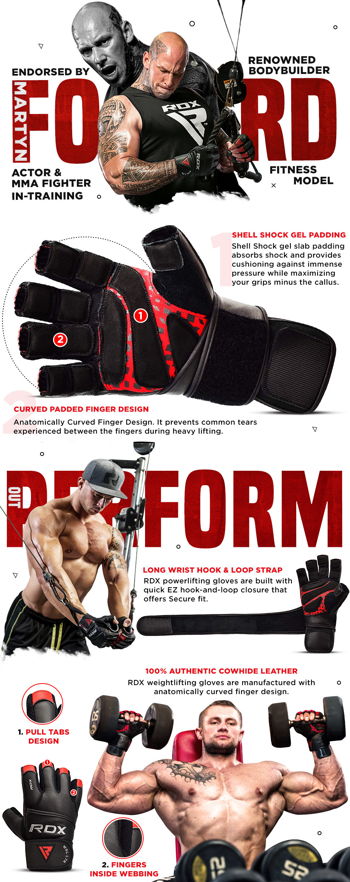 ENDORSED BY
RENOWNED
BODYBUILDER
MARTYN
FORD
RDX
ACTOR &
MMA FIGHTER
IN-TRAINING
FITNESS
MODEL
1
SHELL SHOCK GEL PADDING
Shell Shock gel slab padding
absorbs shock and provides
cushioning against immense
pressure while maximizing
your grips minus the callus.
1
2
2
CURVED PADDED FINGER DESIGN
Anatomically Curved Finger Design. It prevents common tears
experienced between the fingers during heavy lifting.
OUT
PERFORM
LONG WRIST HOOK & LOOP STRAP
RDX powerlifting gloves are built with
quick EZ hook-and-loop closure that
offers Secure fit.
100% AUTHENTIC COWHIDE LEATHER
RDX weightlifting gloves are manufactured with
anatomically curved finger design.
1. PULL TABS
DESIGN
1
2
RDX
2. FINGERS
INSIDE WEBBING